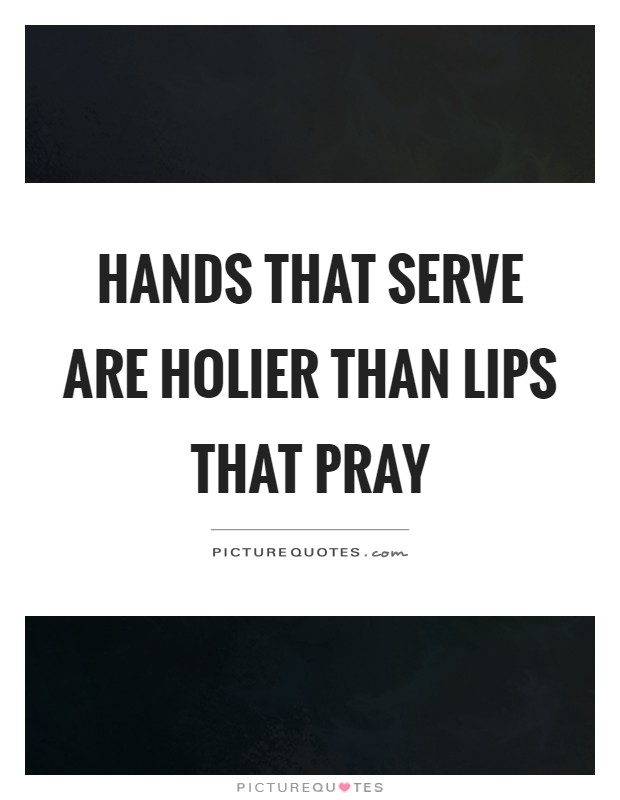 HANDS THAT SERVE
ARE HOLIER THAN LIPS
THAT PRAY
PICTUREQUOTES.com
PICTUREQUOTES